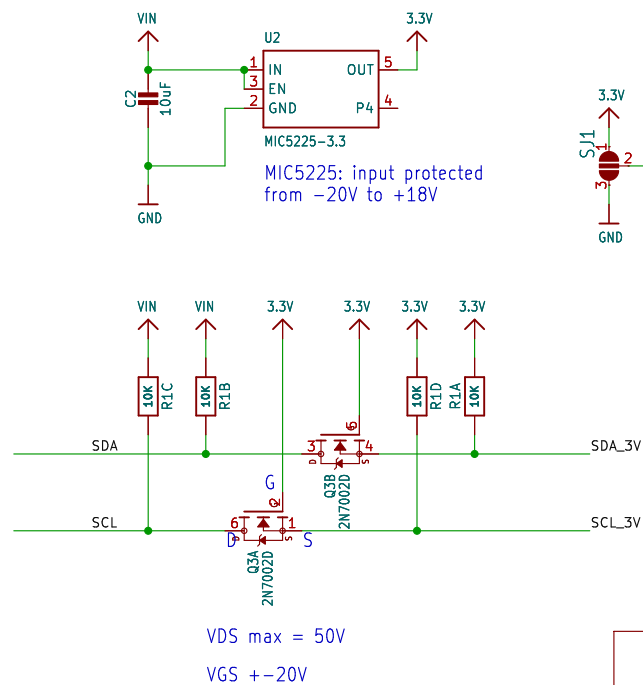 VIN
3.3V
U2
1 IN OUT 5
3 EN
2 GND P4 4
C2
10uF
MIC5225-3.3
MIC5225: input protected
from -20V to +18V
GND
3.3V
SJ1
1
2
3
GND
VIN VIN 3.3V 3.3V 3.3V 3.3V
10K R1C 10K R1B 10K R1D R1A 10K
SDA 3 D 5 S 4 SDA_3V
Q3B
2N7002D
G
2
SCL 6 D D 1 S S SCL_3V
Q3A
2N7002D
VDS max = 50V
VGS +-20V